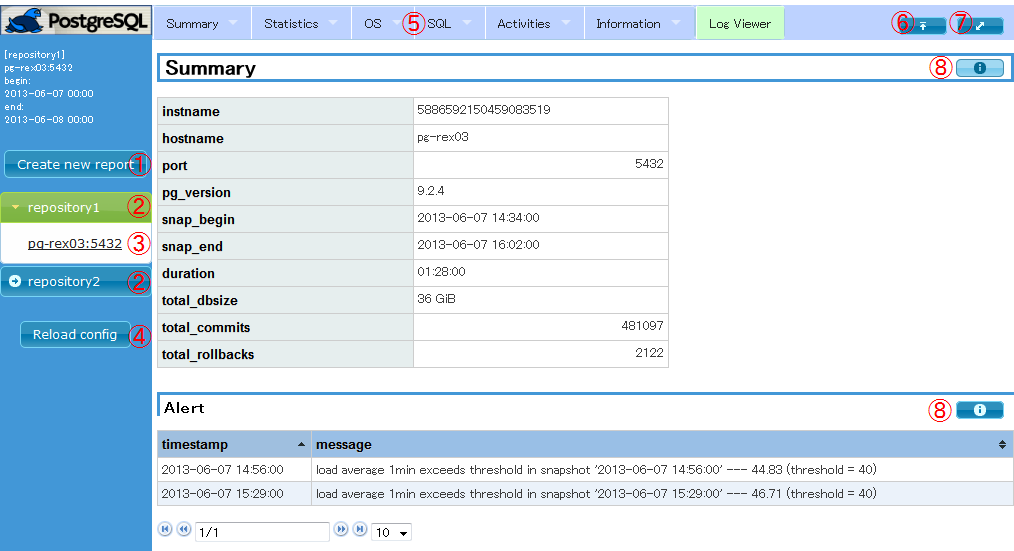 PostgreSQL
Summary Statistics OS ⑤ SQL Activities Information Log Viewer ⑥ ⑦
[repository1]
pg-rex03:5432
begin:
2013-06-07 00:00
end:
2013-06-08 00:00
Create new report ①
repository1 ②
pg-rex03:5432 ③
repository2 ②
Reload config ④
Summary ⑧
instname 5886592150459083519
hostname pg-rex03
port 5432
pg_version 9.2.4
snap_begin 2013-06-07 14:34:00
snap_end 2013-06-07 16:02:00
duration 01:28:00
total_dbsize 36 GiB
total_commits 481097
total_rollbacks 2122
Alert ⑧
timestamp message
2013-06-07 14:56:00 load average 1min exceeds threshold in snapshot '2013-06-07 14:56:00' --- 44.83 (threshold = 40)
2013-06-07 15:29:00 load average 1min exceeds threshold in snapshot '2013-06-07 15:29:00' --- 46.71 (threshold = 40)
1/1 10